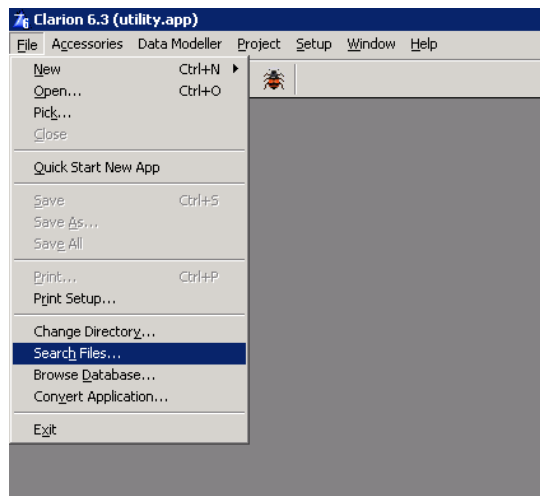 Clarion 6.3 (utility.app)
File Accessories Data Modeller Project Setup Window Help
New Ctrl+N
Open... Ctrl+O
Pick...
Close
Quick Start New App
Save Ctrl+S
Save As...
Save All
Print... Ctrl+P
Print Setup...
Change Directory...
Search Files...
Browse Database...
Convert Application...
Exit